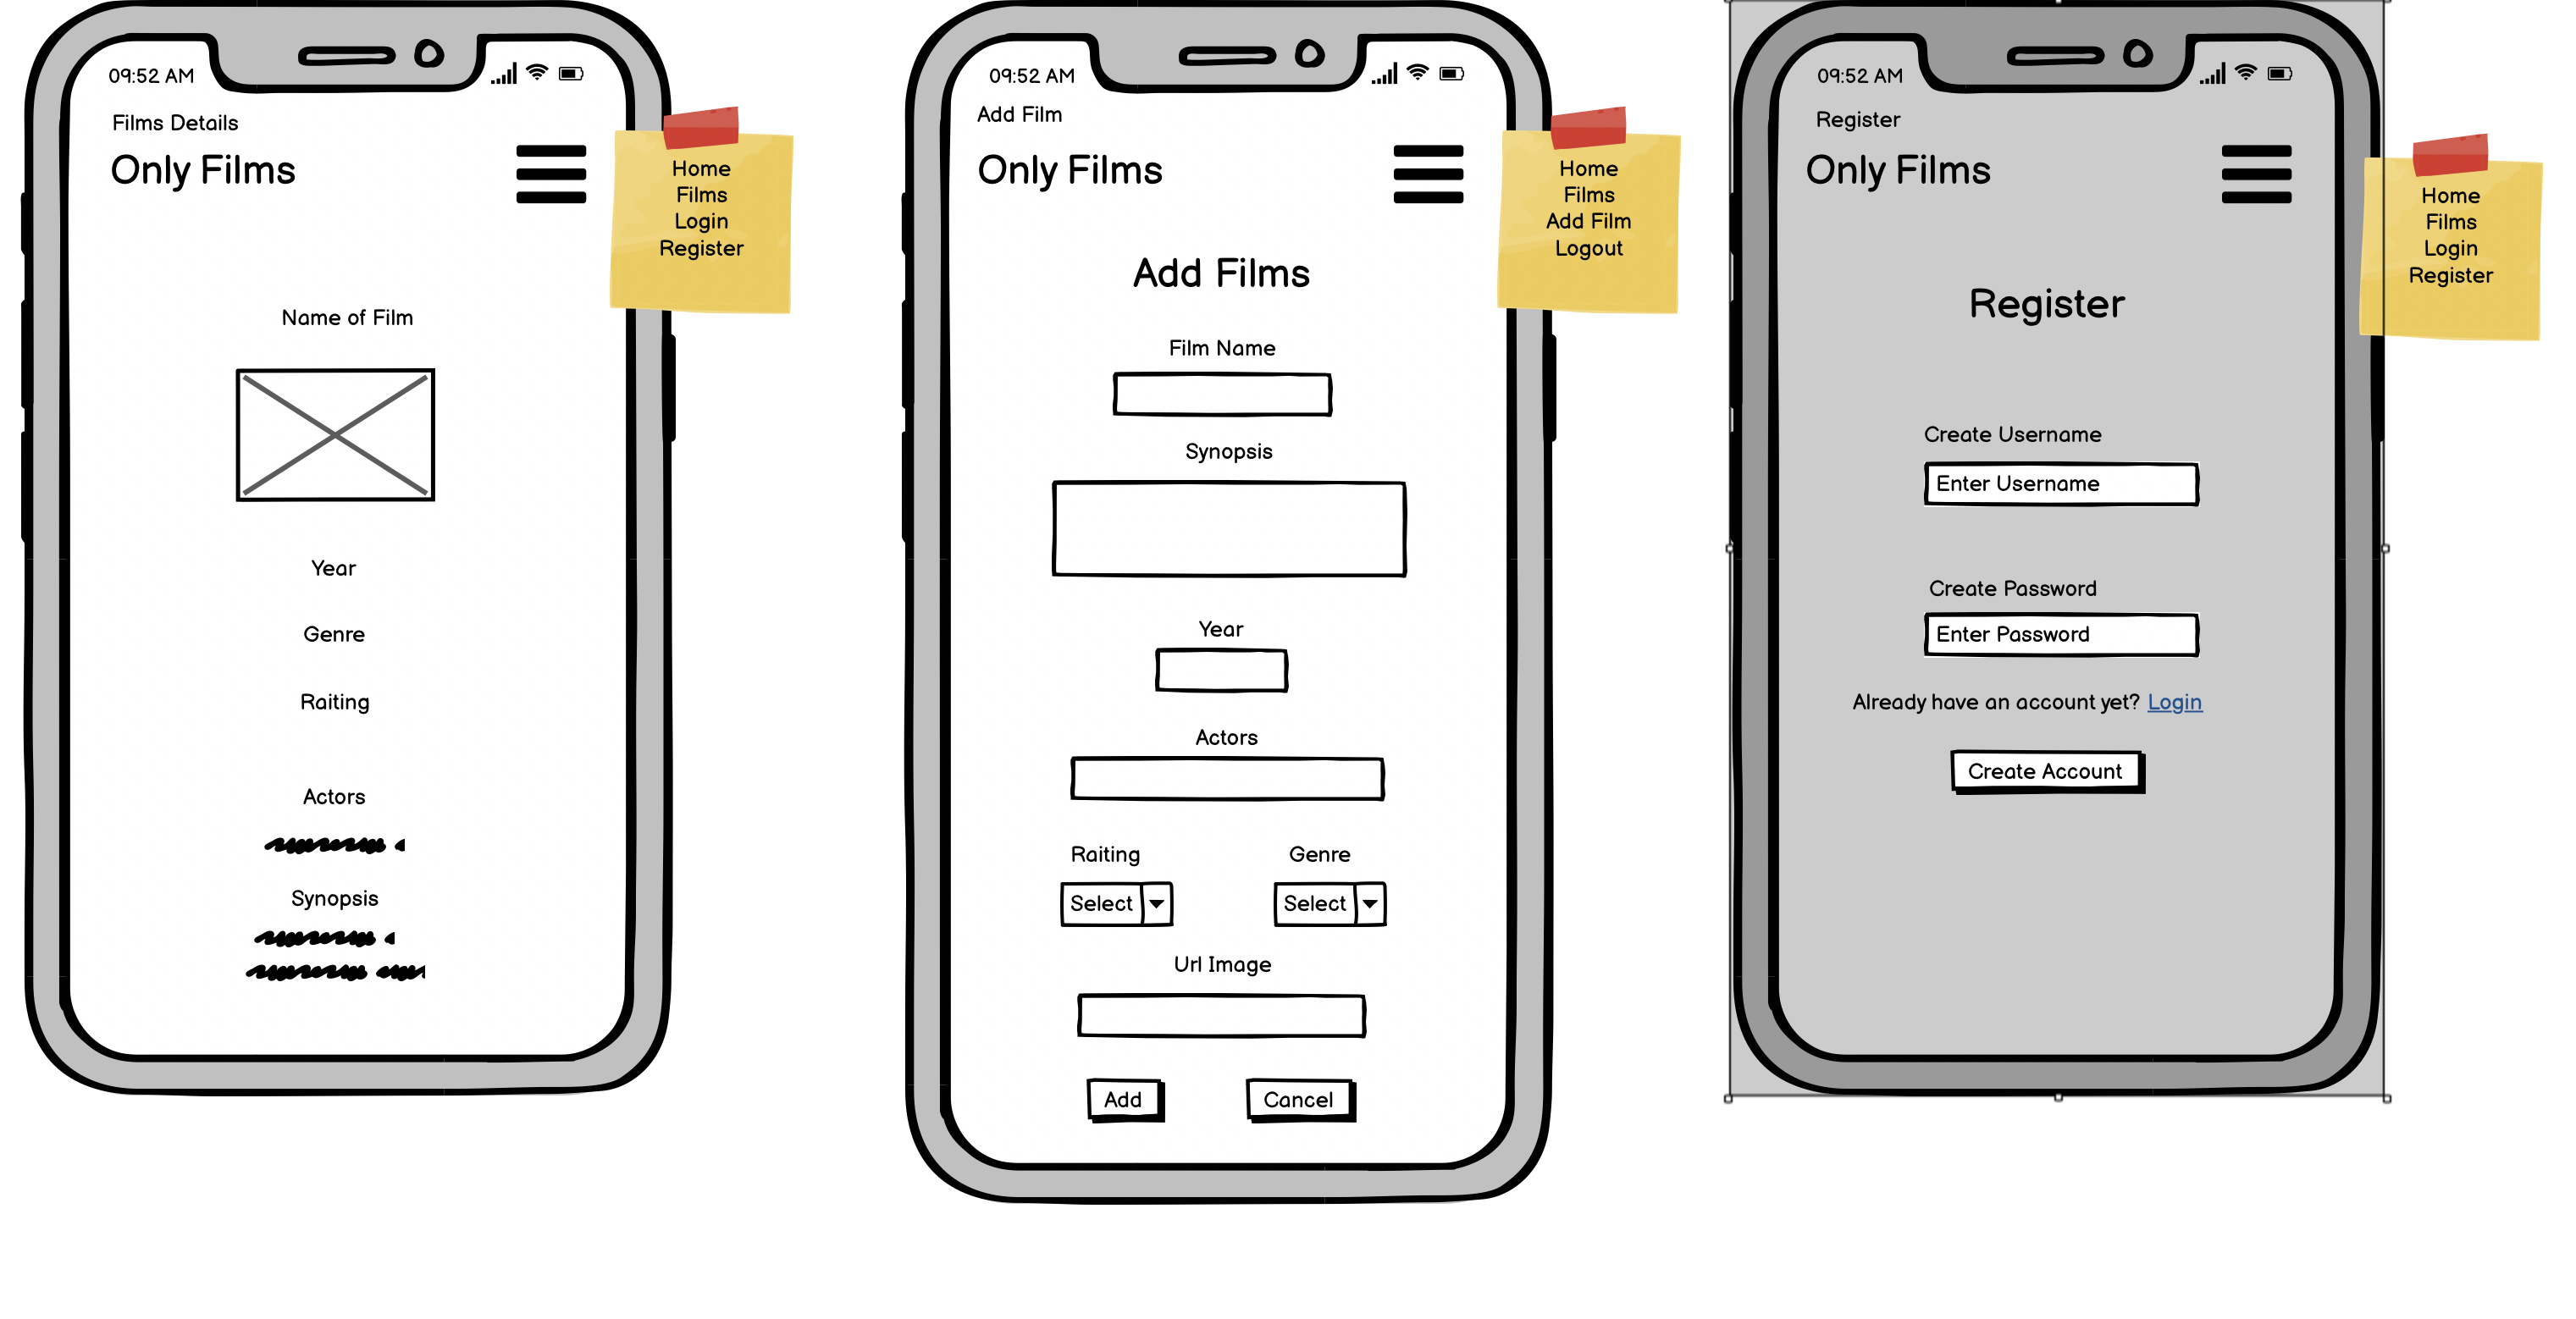 09:52 AM
Films Details
Only Films
Home
Films
Login
Register
Name of Film
Year
Genre
Raiting
Actors
Synopsis
09:52 AM
Add Film
Only Films
Home
Films
Add Film
Logout
Add Films
Film Name
Synopsis
Year
Actors
Raiting Genre
Select Select
Url Image
Add Cancel
09:52 AM
Register
Only Films
Home
Films
Login
Register
Register
Create Username
Enter Username
Create Password
Enter Password
Already have an account yet? Login
Create Account